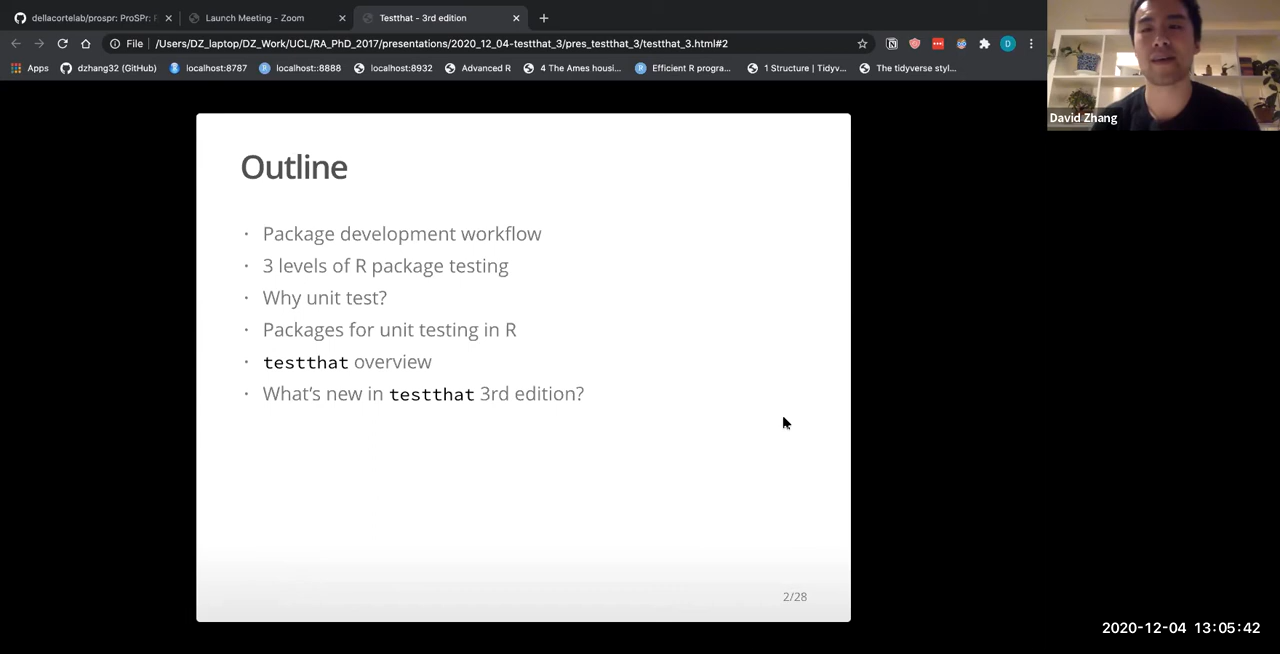 dellacortelab/prospr: ProSPr: P
Launch Meeting - Zoom
Testthat - 3rd edition
File
/Users/DZ_laptop/DZ_Work/UCL/RA_PhD_2017/presentations/2020_12_04-testthat_3/pres_testthat_3/testthat_3.html#2
D
Apps
dzhang32 (GitHub)
localhost:8787
localhost::8888
localhost:8932
Advanced R
4 The Ames housi...
Efficient R progra...
1 Structure | Tidyv...
The tidyverse styl...
David Zhang
Outline
· Package development workflow
· 3 levels of R package testing
· Why unit test?
· Packages for unit testing in R
· testthat overview
· What's new in testthat 3rd edition?
2/28
2020-12-04 13:05:42